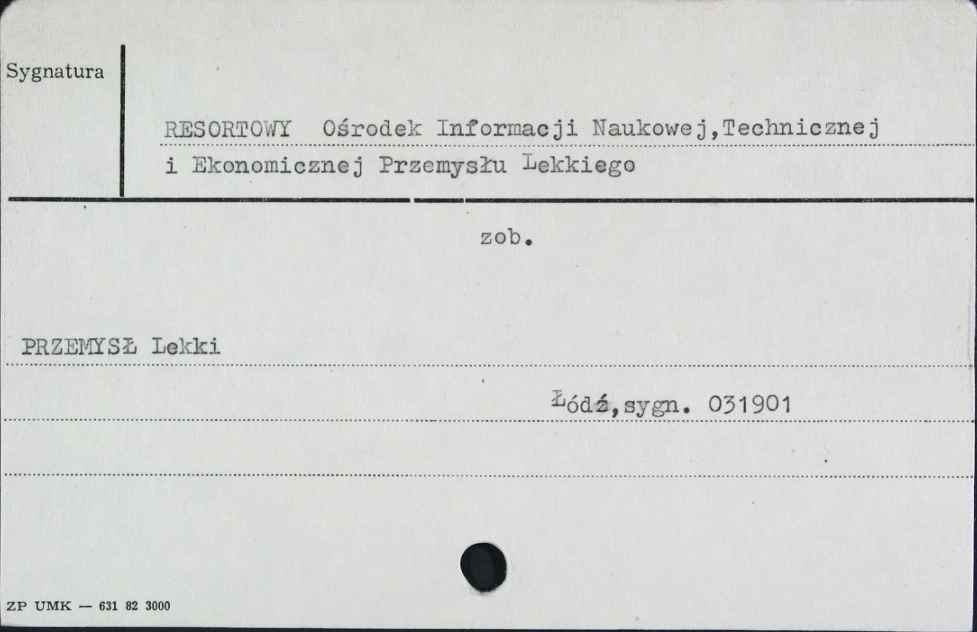 Sygnatura
RESORTOWY Ośrodek Informacji Naukowej,Technicznej
i Ekonomicznej Przemysłu Lekkiego
zob.
PRZEMYSŁ Lekki
Łódź,sygn. 031901
ZP UMK — 631 82 3000